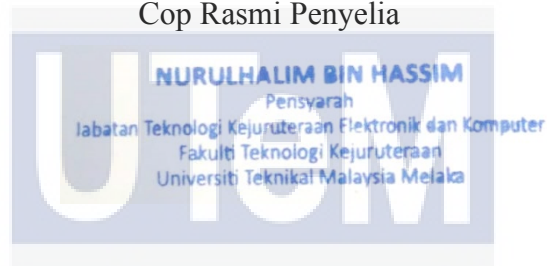 Cop Rasmi Penyelia
NURULHALIM BIN HASSIM
Pensyarah
Jabatan Teknologi Kejuruteraan Elektronik dan Komputer
Fakulti Teknologi Kejuruteraan
Universiti Teknikal Malaysia Melaka
UTeM